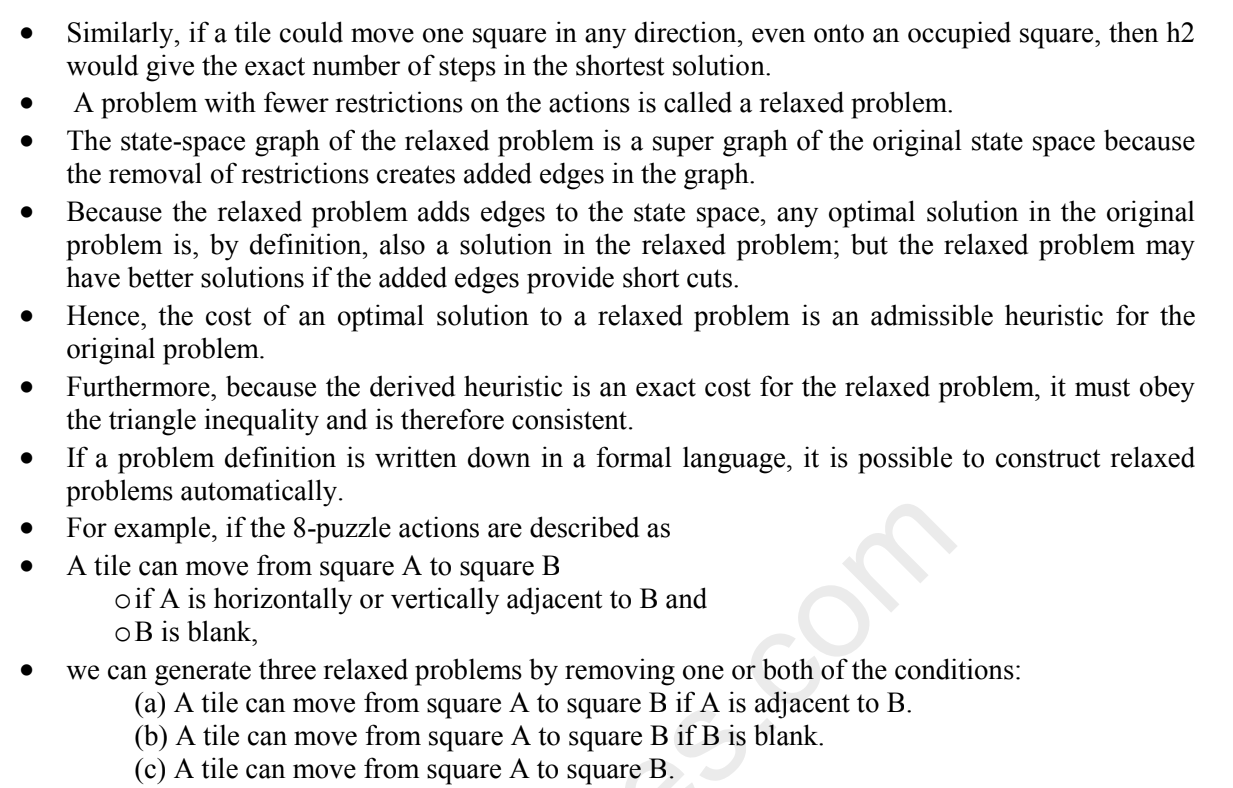 • Similarly, if a tile could move one square in any direction, even onto an occupied square, then h2
would give the exact number of steps in the shortest solution.
• A problem with fewer restrictions on the actions is called a relaxed problem.
• The state-space graph of the relaxed problem is a super graph of the original state space because
the removal of restrictions creates added edges in the graph.
• Because the relaxed problem adds edges to the state space, any optimal solution in the original
problem is, by definition, also a solution in the relaxed problem; but the relaxed problem may
have better solutions if the added edges provide short cuts.
• Hence, the cost of an optimal solution to a relaxed problem is an admissible heuristic for the
original problem.
• Furthermore, because the derived heuristic is an exact cost for the relaxed problem, it must obey
the triangle inequality and is therefore consistent.
• If a problem definition is written down in a formal language, it is possible to construct relaxed
problems automatically.
• For example, if the 8-puzzle actions are described as
• A tile can move from square A to square B
o if A is horizontally or vertically adjacent to B and
o B is blank,
• we can generate three relaxed problems by removing one or both of the conditions:
(a) A tile can move from square A to square B if A is adjacent to B.
(b) A tile can move from square A to square B if B is blank.
(c) A tile can move from square A to square B.
es.com